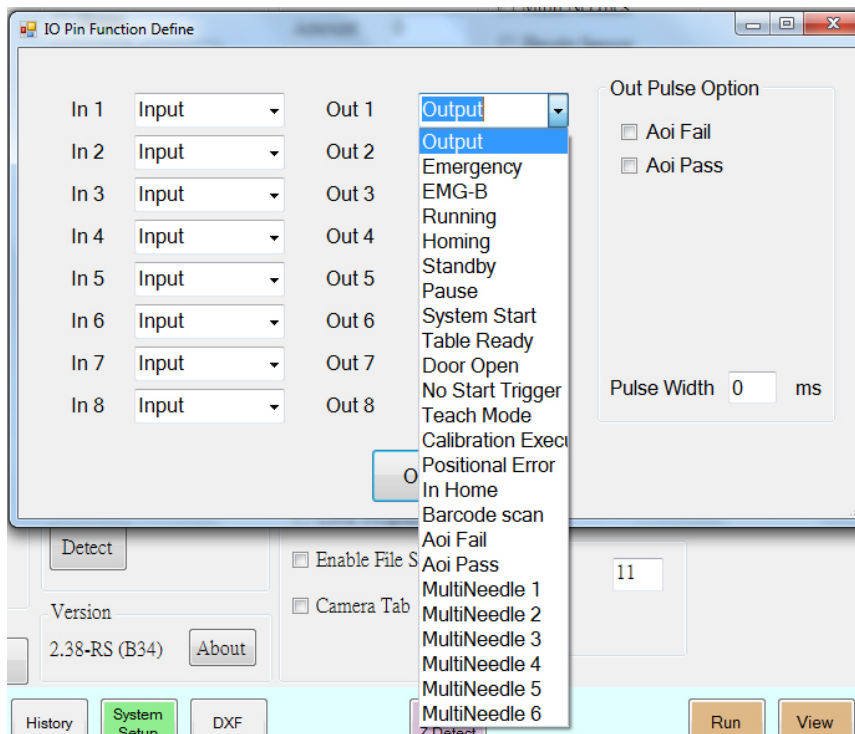 IO Pin Function Define
In 1 Input Out 1 Output
In 2 Input Out 2
In 3 Input Out 3
In 4 Input Out 4
In 5 Input Out 5
In 6 Input Out 6
In 7 Input Out 7
In 8 Input Out 8
Output
Emergency
EMG-B
Running
Homing
Standby
Pause
System Start
Table Ready
Door Open
No Start Trigger
Teach Mode
Calibration Execu
Positional Error
In Home
Barcode scan
Aoi Fail
Aoi Pass
MultiNeedle 1
MultiNeedle 2
MultiNeedle 3
MultiNeedle 4
MultiNeedle 5
MultiNeedle 6
Out Pulse Option
Aoi Fail
Aoi Pass
Pulse Width 0 ms
O
Detect
Enable File S
11
Camera Tab
Version
2.38-RS (B34) About
History
System
Setup
DXF
Z Detect
Run
View